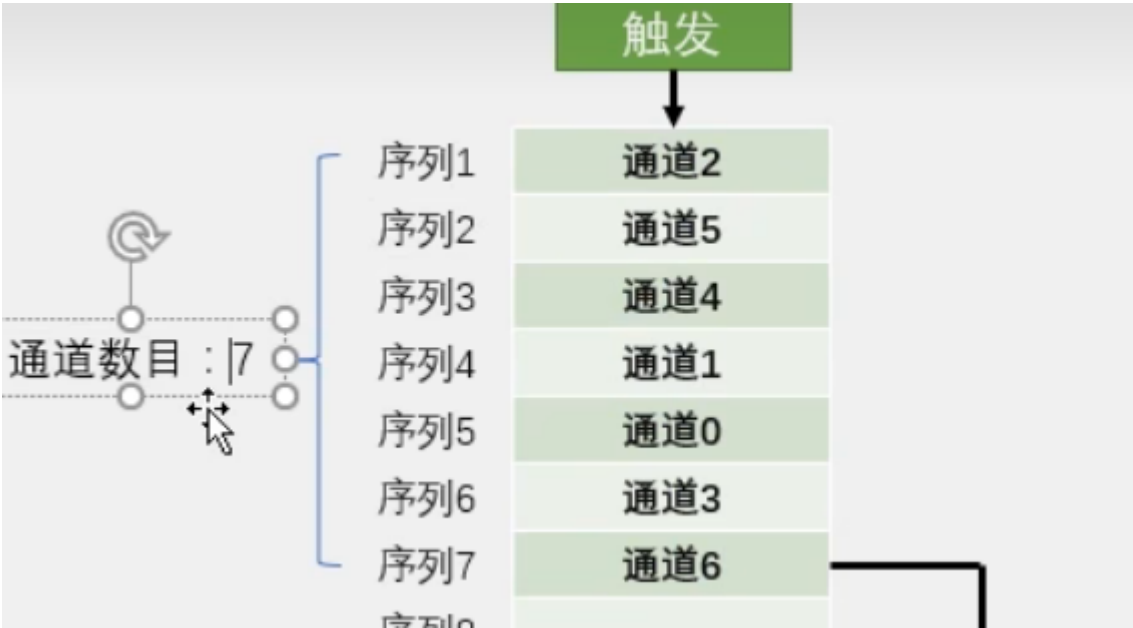 触发
序列1 通道2
序列2 通道5
序列3 通道4
通道数目：7
序列4 通道1
序列5 通道0
序列6 通道3
序列7 通道6